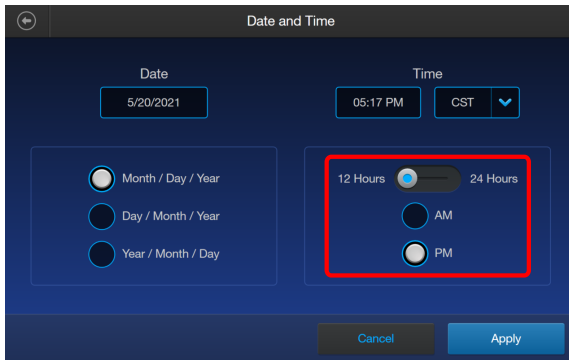 Date and Time
Date
Time
5/20/2021
05:17 PM
CST
Month / Day / Year
Day / Month / Year
Year / Month / Day
12 Hours
24 Hours
AM
PM
Cancel
Apply